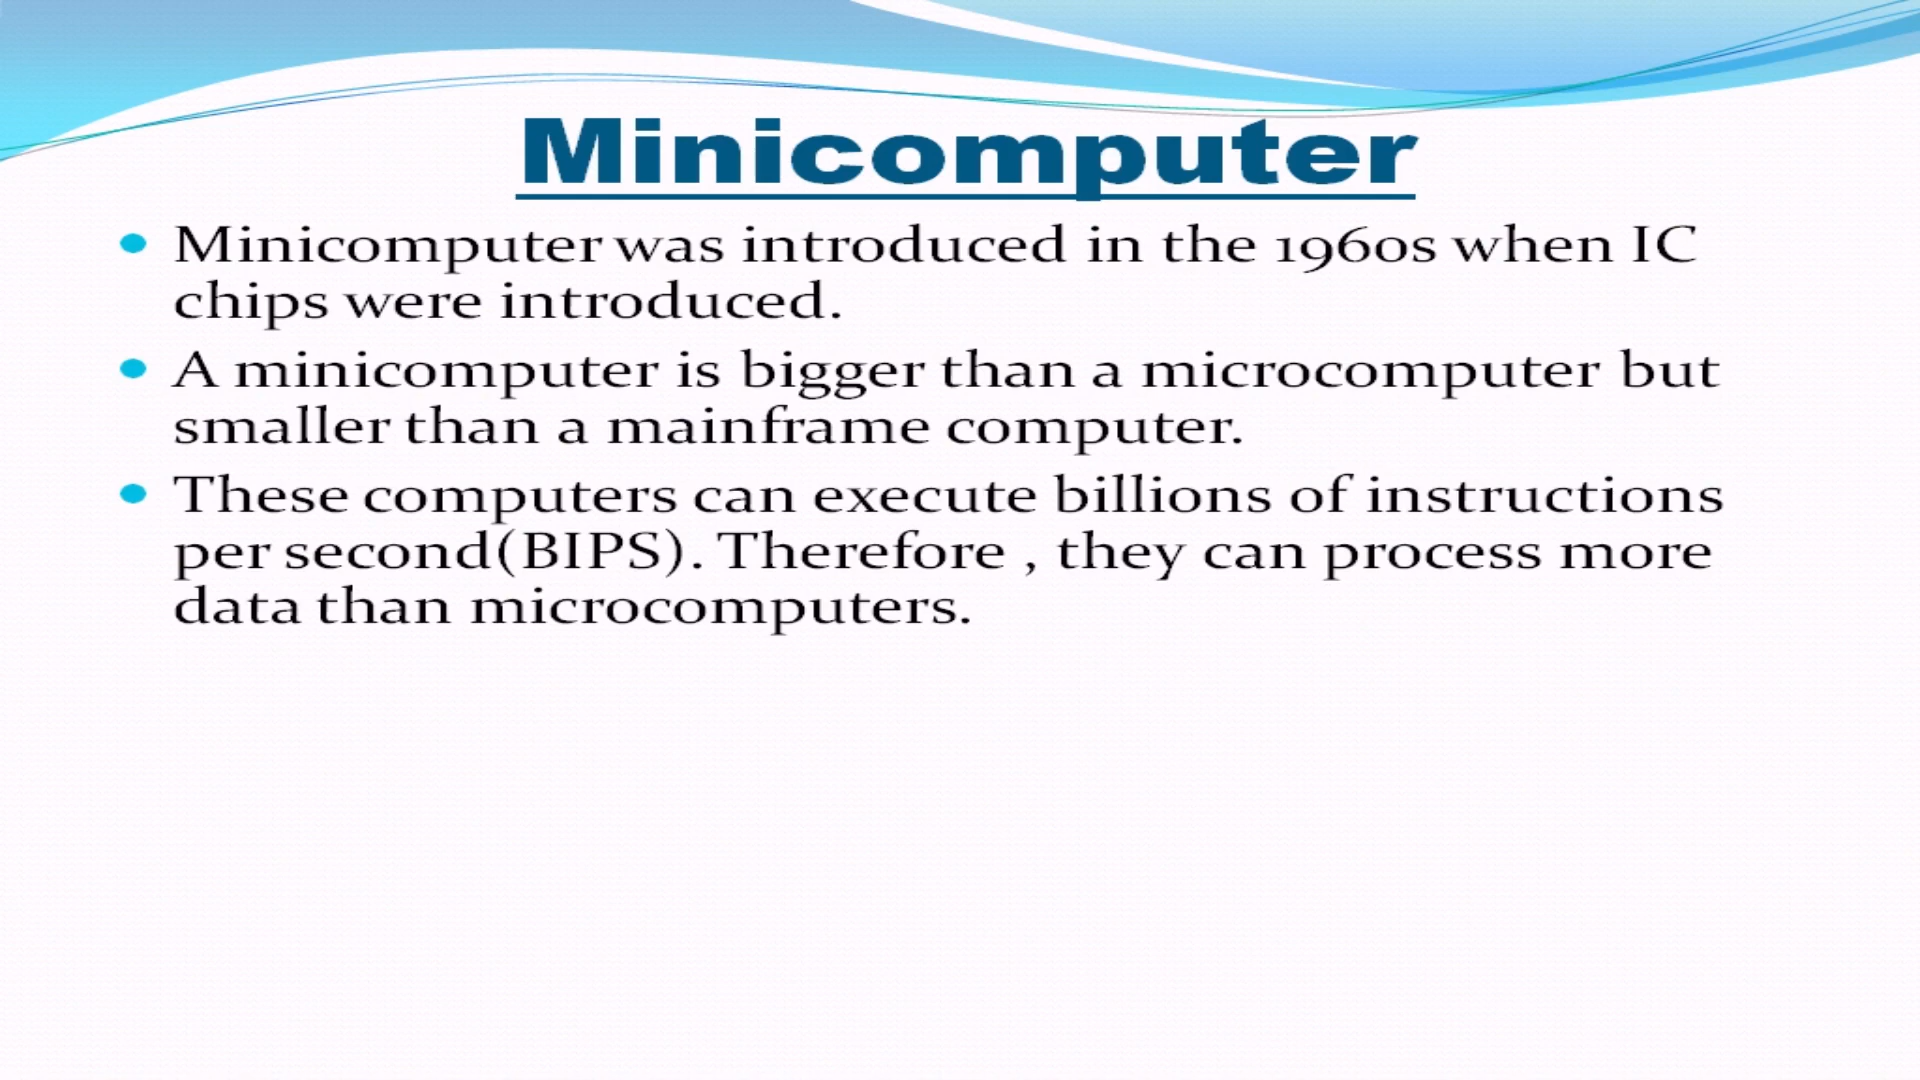 Minicomputer
Minicomputer was introduced in the 1960s when IC
chips were introduced.
A minicomputer is bigger than a microcomputer but
smaller than a mainframe computer.
These computers can execute billions of instructions
per second(BIPS). Therefore , they can process more
data than microcomputers.